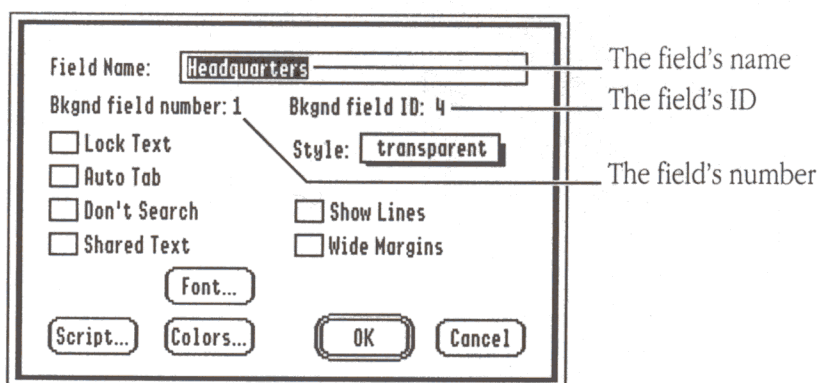 Field Name: Headquarters
The field's name
Bkgnd field number: 1 Bkgnd field ID: 4
The field's ID
Lock Text
Style: transparent
Auto Tab
The field's number
Don't Search
Show Lines
Shared Text
Wide Margins
Font...
Script... Colors... OK Cancel